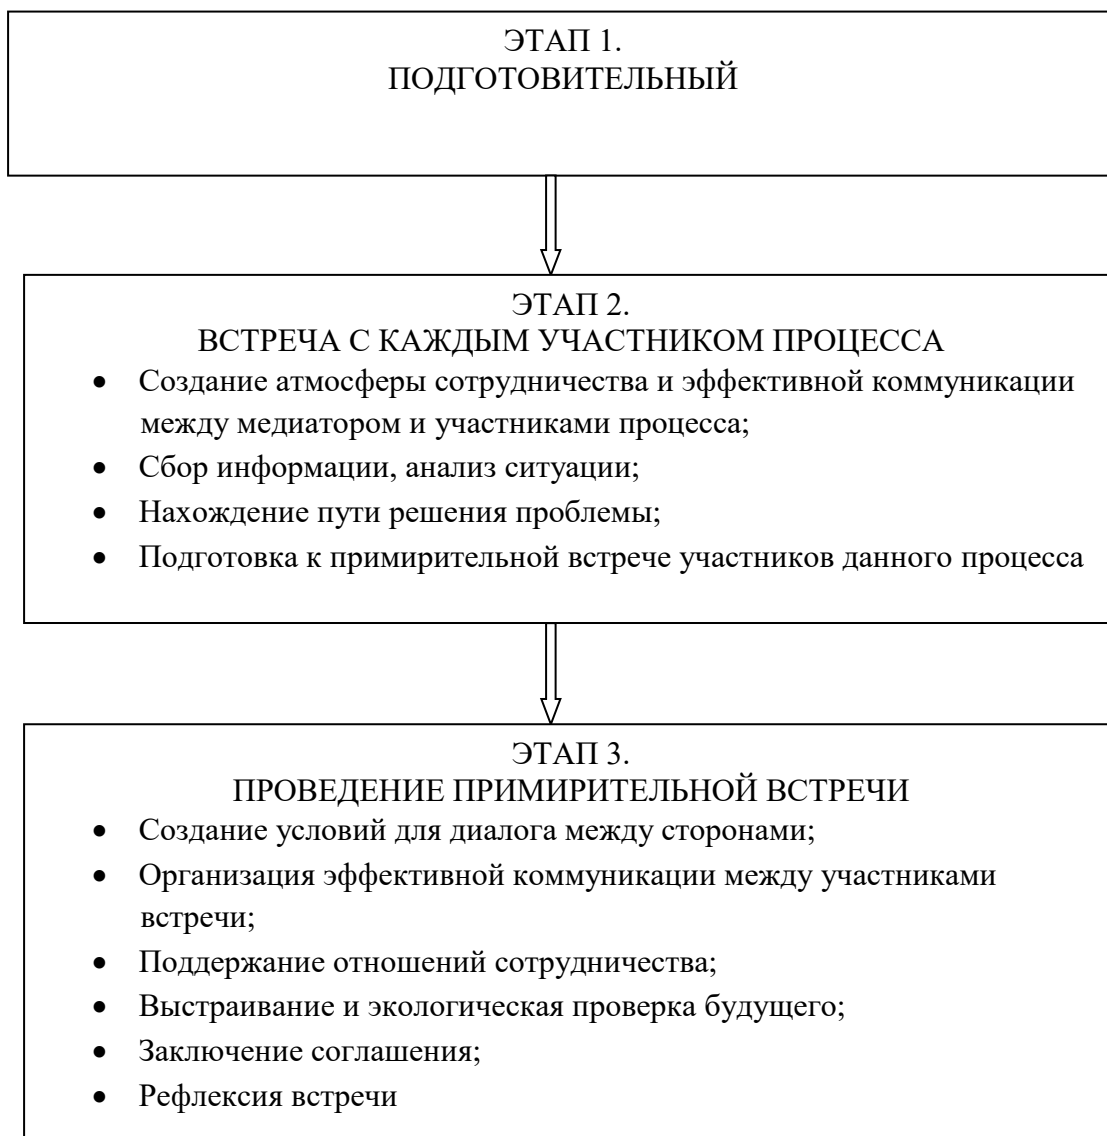 ЭТАП 1.
ПОДГОТОВИТЕЛЬНЫЙ
ЭТАП 2.
ВСТРЕЧА С КАЖДЫМ УЧАСТНИКОМ ПРОЦЕССА
• Создание атмосферы сотрудничества и эффективной коммуникации
между медиатором и участниками процесса;
• Сбор информации, анализ ситуации;
• Нахождение пути решения проблемы;
• Подготовка к примирительной встрече участников данного процесса
ЭТАП 3.
ПРОВЕДЕНИЕ ПРИМИРИТЕЛЬНОЙ ВСТРЕЧИ
• Создание условий для диалога между сторонами;
• Организация эффективной коммуникации между участниками
встречи;
• Поддержание отношений сотрудничества;
• Выстраивание и экологическая проверка будущего;
• Заключение соглашения;
• Рефлексия встречи